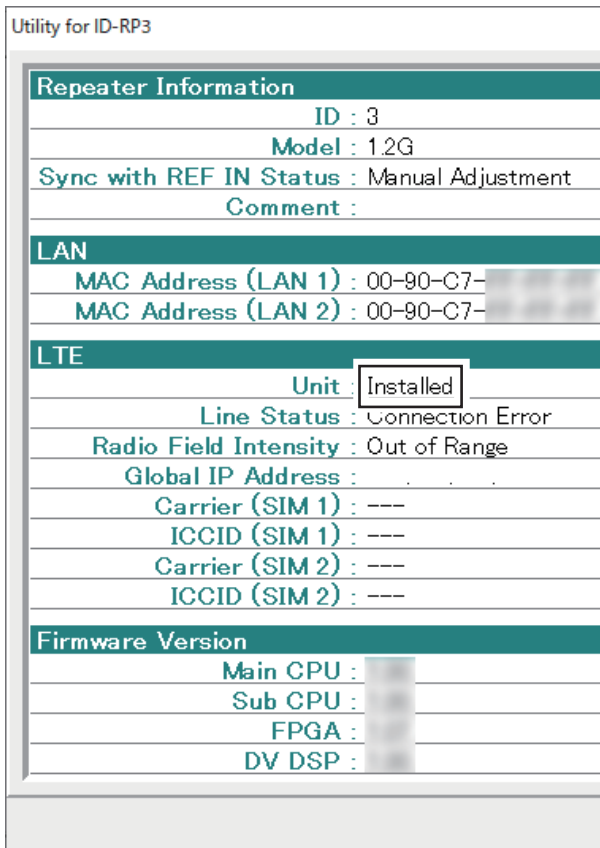 Utility for ID-RP3
Repeater Information
ID : 3
Model : 1.2G
Sync with REF IN Status : Manual Adjustment
Comment :
LAN
MAC Address (LAN 1) : 00-90-C7-
MAC Address (LAN 2) : 00-90-C7-
LTE
Unit : Installed
Line Status : Connection Error
Radio Field Intensity : Out of Range
Global IP Address : . . .
Carrier (SIM 1) : ---
ICCID (SIM 1) : ---
Carrier (SIM 2) : ---
ICCID (SIM 2) : ---
Firmware Version
Main CPU :
Sub CPU :
FPGA :
DV DSP :